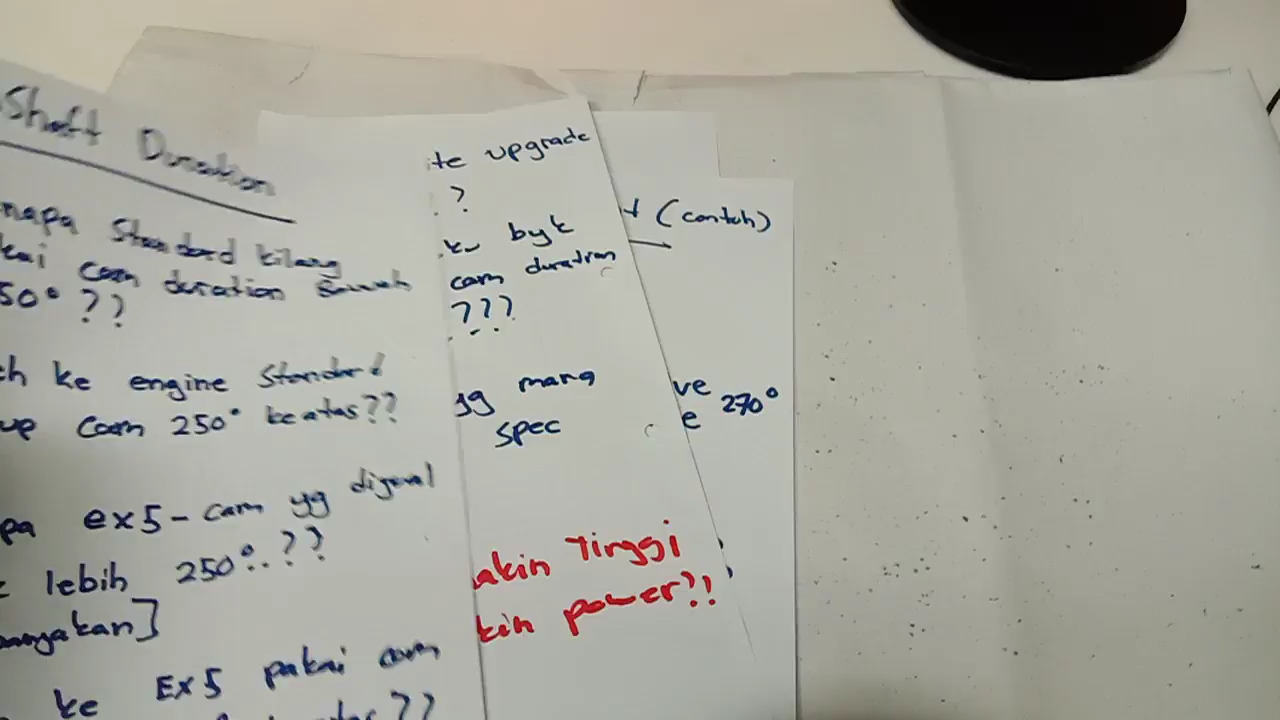 Shaft Duration
napa Standard kilang
kai cam duration bawah
50° ??
ch ke engine Standard
up Cam 250° keatas??
pa ex5-cam yg dijual
lebih 250°..??
anyakan]
ke EX5 pakai cam
??
te upgrade
?
byk
cam duration
???
yg mana
spec
akin Tinggi
kin power?!
t (contoh)
ve
e 270°